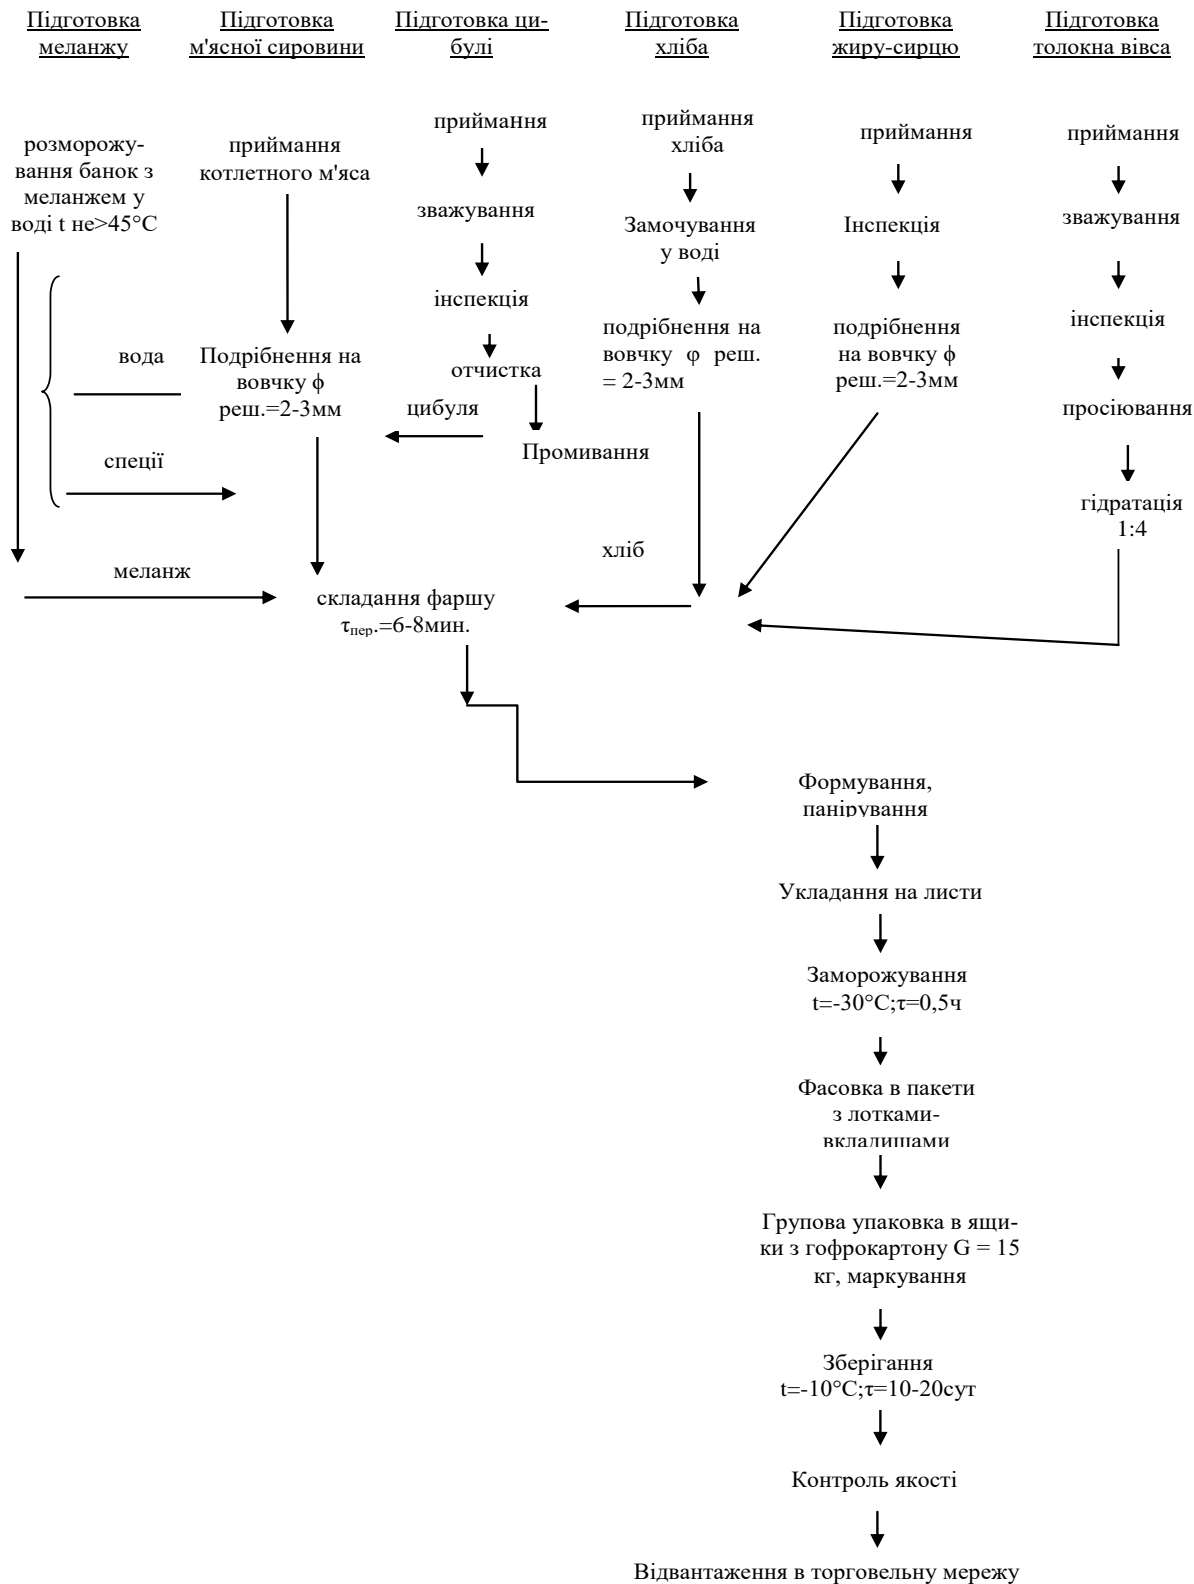 Підготовка
меланжу
Підготовка
м'ясної сировини
Підготовка ци-
булі
Підготовка
хліба
Підготовка
жиру-сирцю
Підготовка
толокна вівса
розморожу-
вання банок з
меланжем у
воді t не>45°С
приймання
котлетного м'яса
приймання
зважування
інспекція
отчистка
Промивання
приймання
хліба
Замочування
у воді
подрібнення на
вовчку φ реш.
= 2-3мм
приймання
Інспекція
подрібнення
на вовчку ф
реш.=2-3мм
приймання
зважування
інспекція
просіювання
гідратація
1:4
вода
Подрібнення на
вовчку ф
реш.=2-3мм
цибуля
спеції
хліб
меланж
складання фаршу
τпер.=6-8мин.
Формування,
панірування
Укладання на листи
Заморожування
t=-30°С;τ=0,5ч
Фасовка в пакети
з лотками-
вкладишами
Групова упаковка в ящи-
ки з гофрокартону G = 15
кг, маркування
Зберігання
t=-10°С;τ=10-20сут
Контроль якості
Відвантаження в торговельну мережу